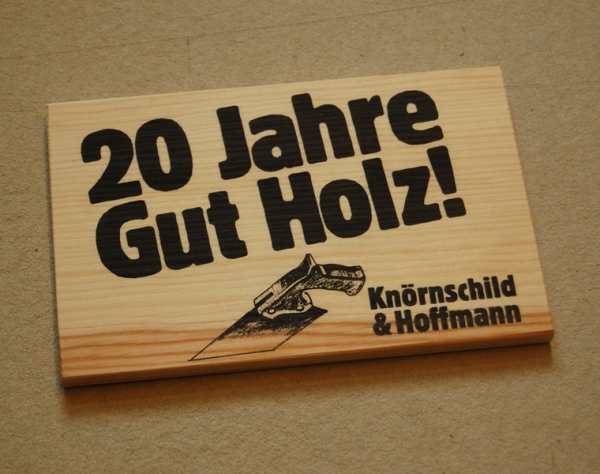 20 Jahre
Gut Holz!
Knörnschild
& Hoffmann